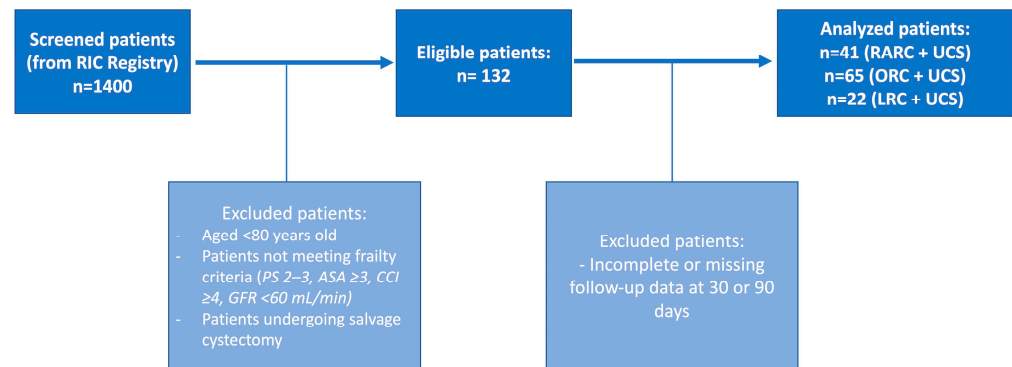 Screened patients
(from RIC Registry)
n=1400
Eligible patients:
n= 132
Analyzed patients:
n=41 (RARC + UCS)
n=65 (ORC + UCS)
n=22 (LRC + UCS)
Excluded patients:
- Aged <80 years old
- Patients not meeting frailty
criteria (PS 2–3, ASA ≥3, CCI
≥4, GFR <60 mL/min)
- Patients undergoing salvage
cystectomy
Excluded patients:
- Incomplete or missing
follow-up data at 30 or 90
days